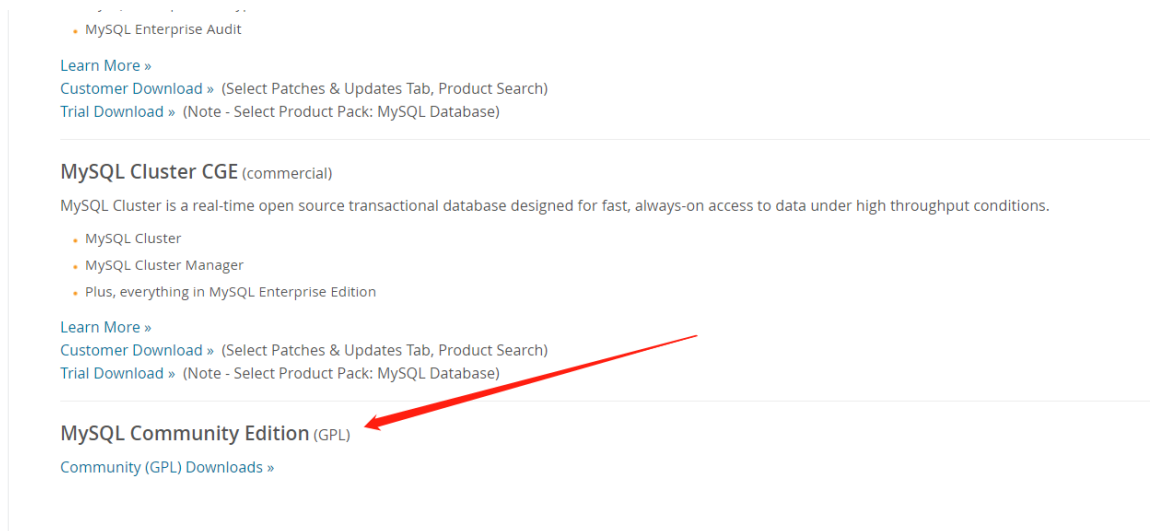 MySQL Enterprise Audit
Learn More »
Customer Download » (Select Patches & Updates Tab, Product Search)
Trial Download » (Note - Select Product Pack: MySQL Database)
MySQL Cluster CGE (commercial)
MySQL Cluster is a real-time open source transactional database designed for fast, always-on access to data under high throughput conditions.
MySQL Cluster
MySQL Cluster Manager
Plus, everything in MySQL Enterprise Edition
Learn More »
Customer Download » (Select Patches & Updates Tab, Product Search)
Trial Download » (Note - Select Product Pack: MySQL Database)
MySQL Community Edition (GPL)
Community (GPL) Downloads »